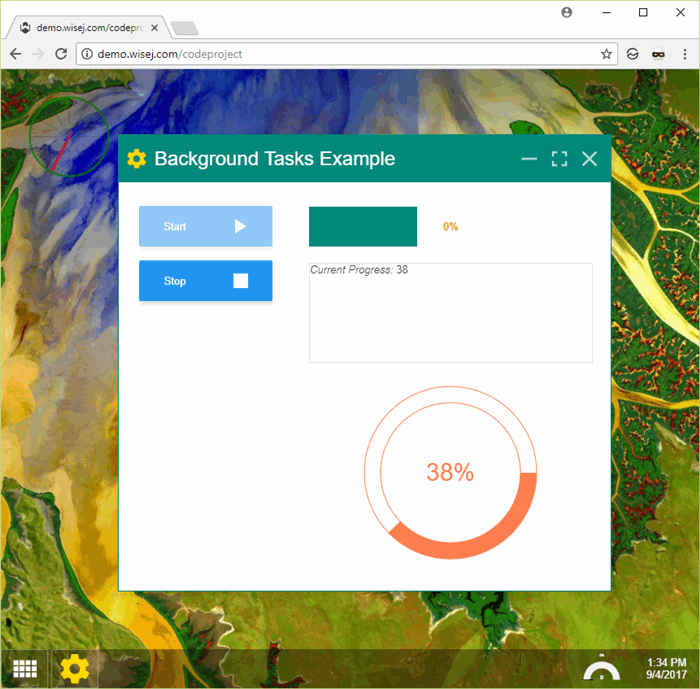 demo.wisej.com/codepro
demo.wisej.com/codeproject
Background Tasks Example
Start
0%
Stop
Current Progress: 38
38%
1:34 PM
9/4/2017